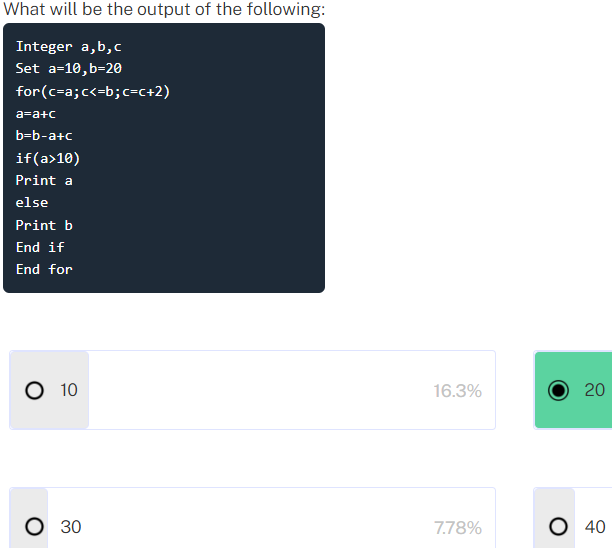 What will be the output of the following:
Integer a,b,c
Set a=10,b=20
for(c=a;c<=b;c=c+2)
a=a+c
b=b-a+c
if(a>10)
Print a
else
Print b
End if
End for
10 16.3% 20
30 7.78% 40